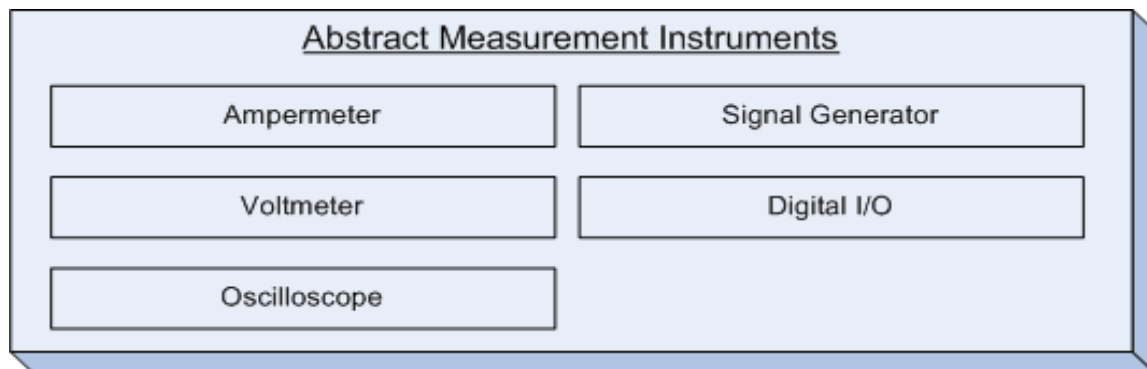 Abstract Measurement Instruments
Ampermeter
Signal Generator
Voltmeter
Digital I/O
Oscilloscope